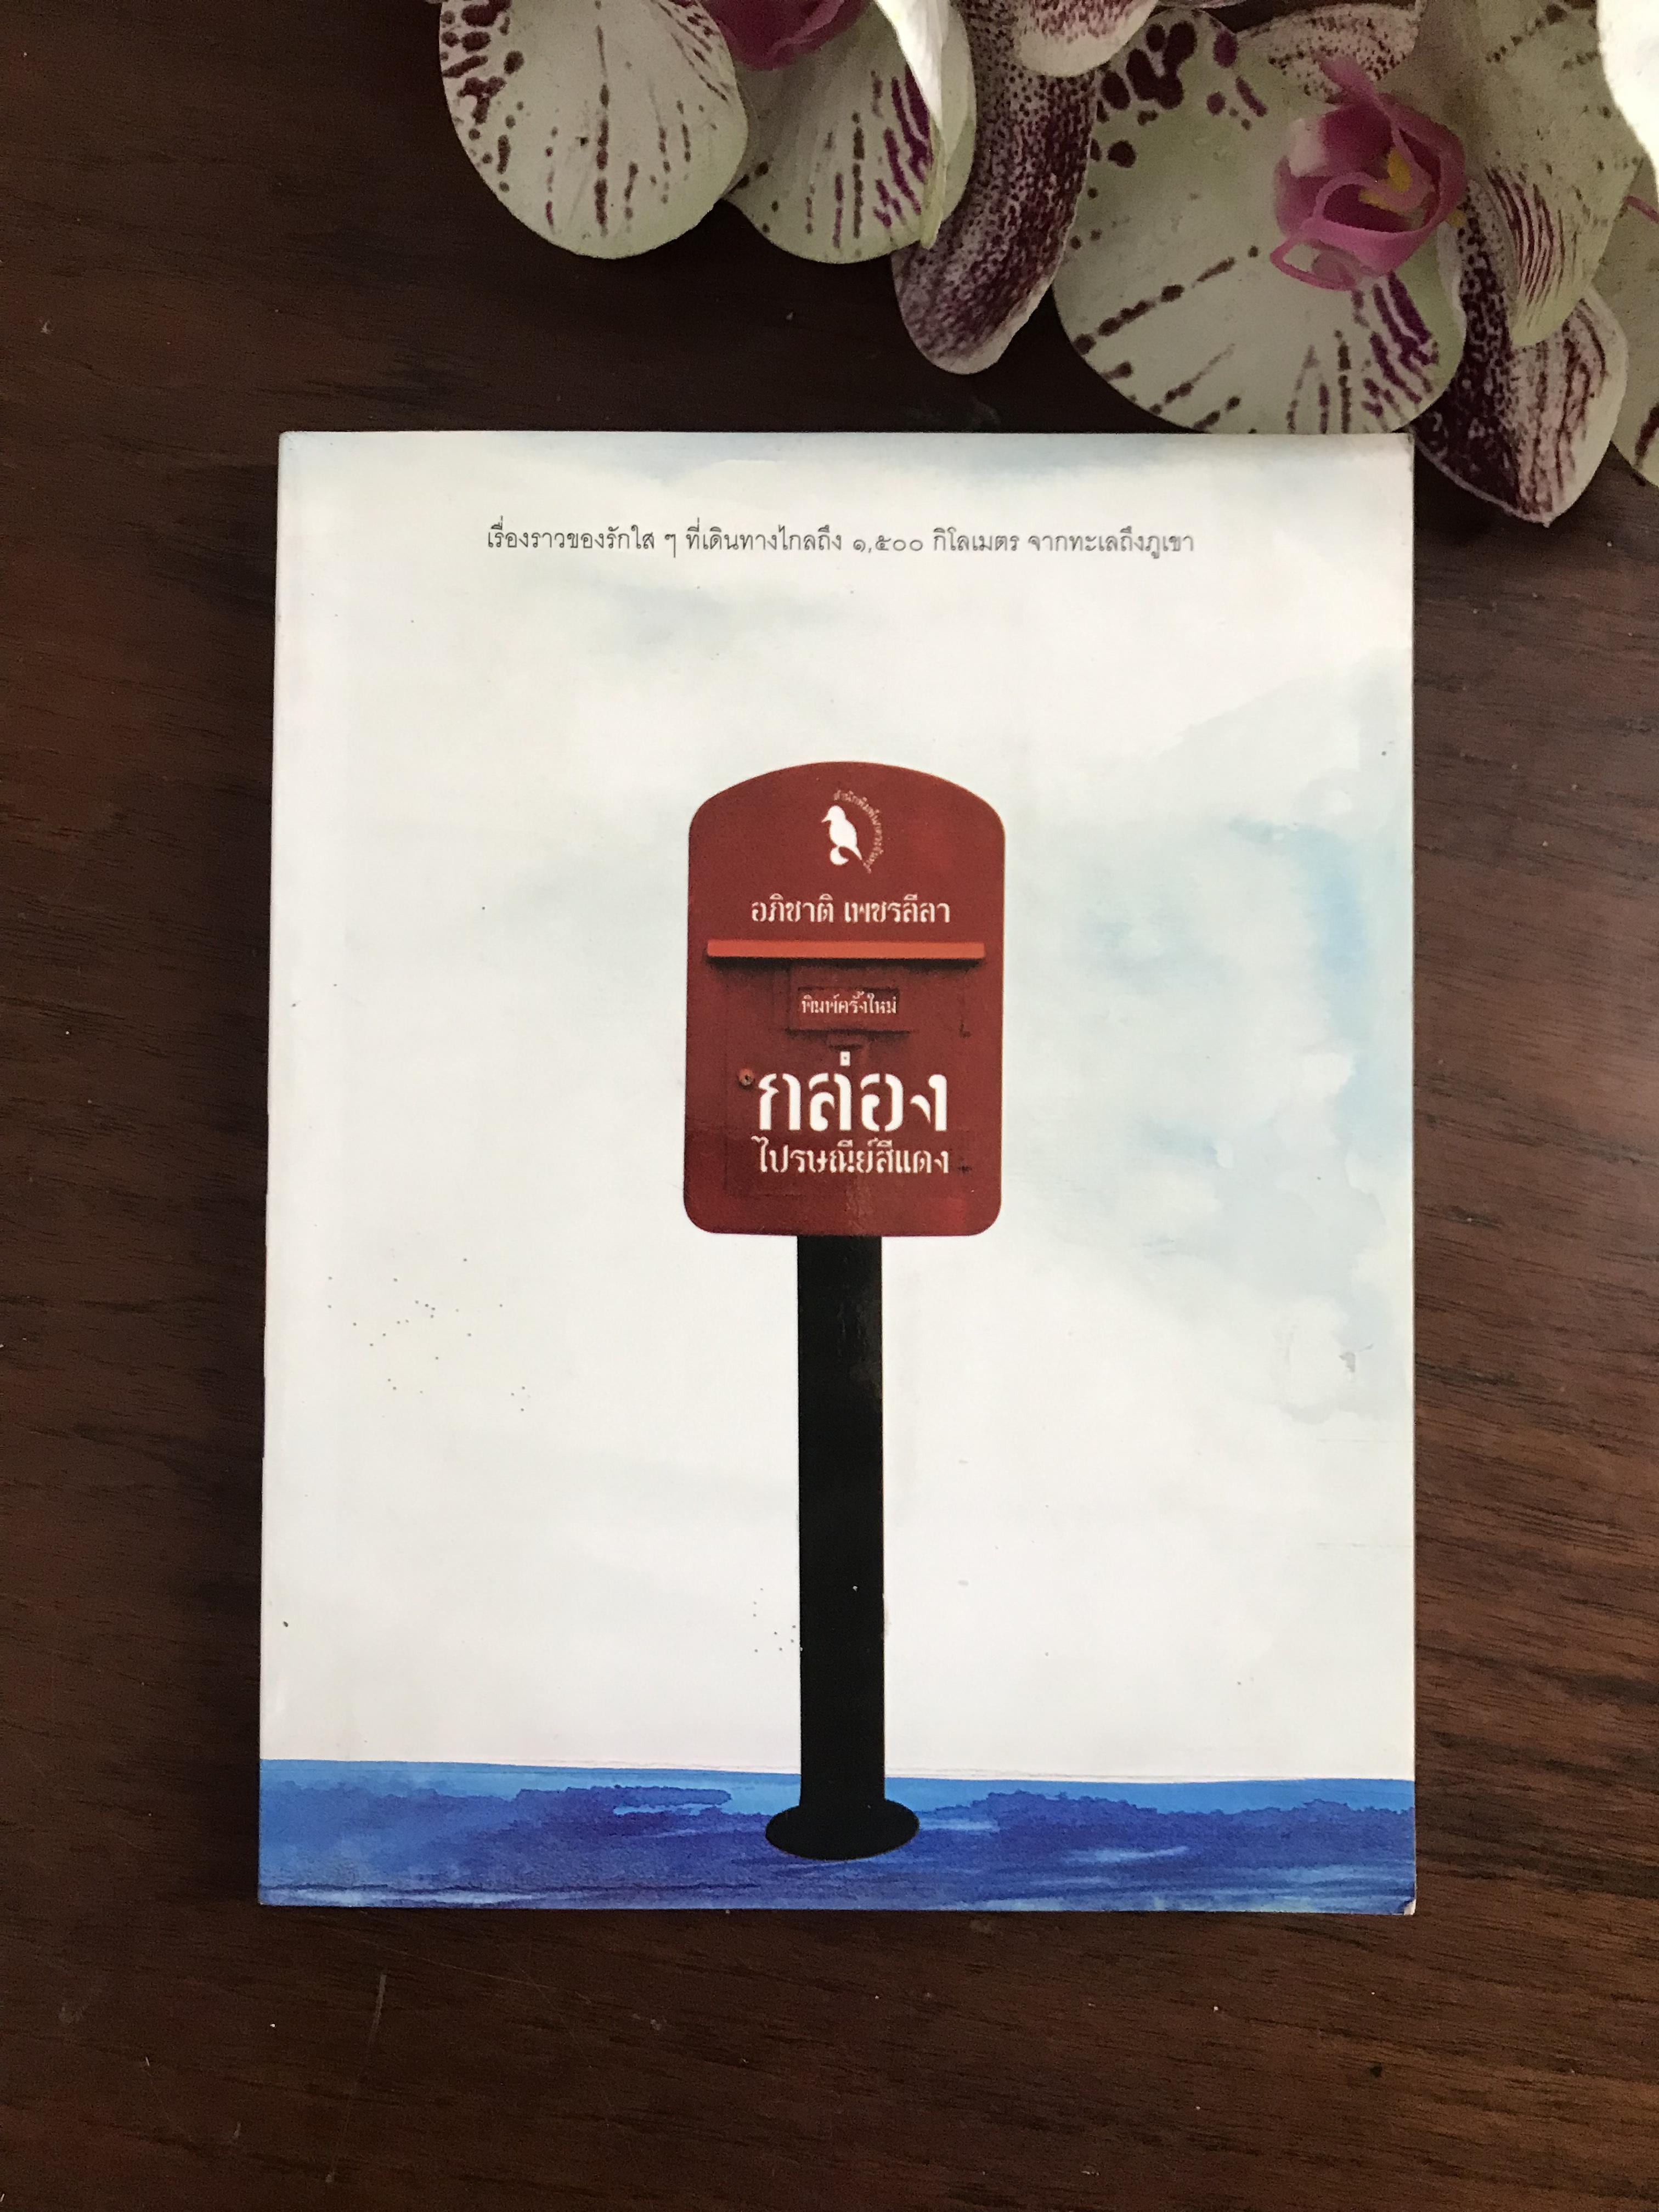 เรื่องราวของรักใส ๆ ที่เดินทางไกลถึง ๑,๕๐๐ กิโลเมตร จากทะเลถึงภูเขา
อภิชาติ เพชรลีลา
พิมพ์ครั้งใหม่
กล่อง
ไปรษณีย์สีแดง